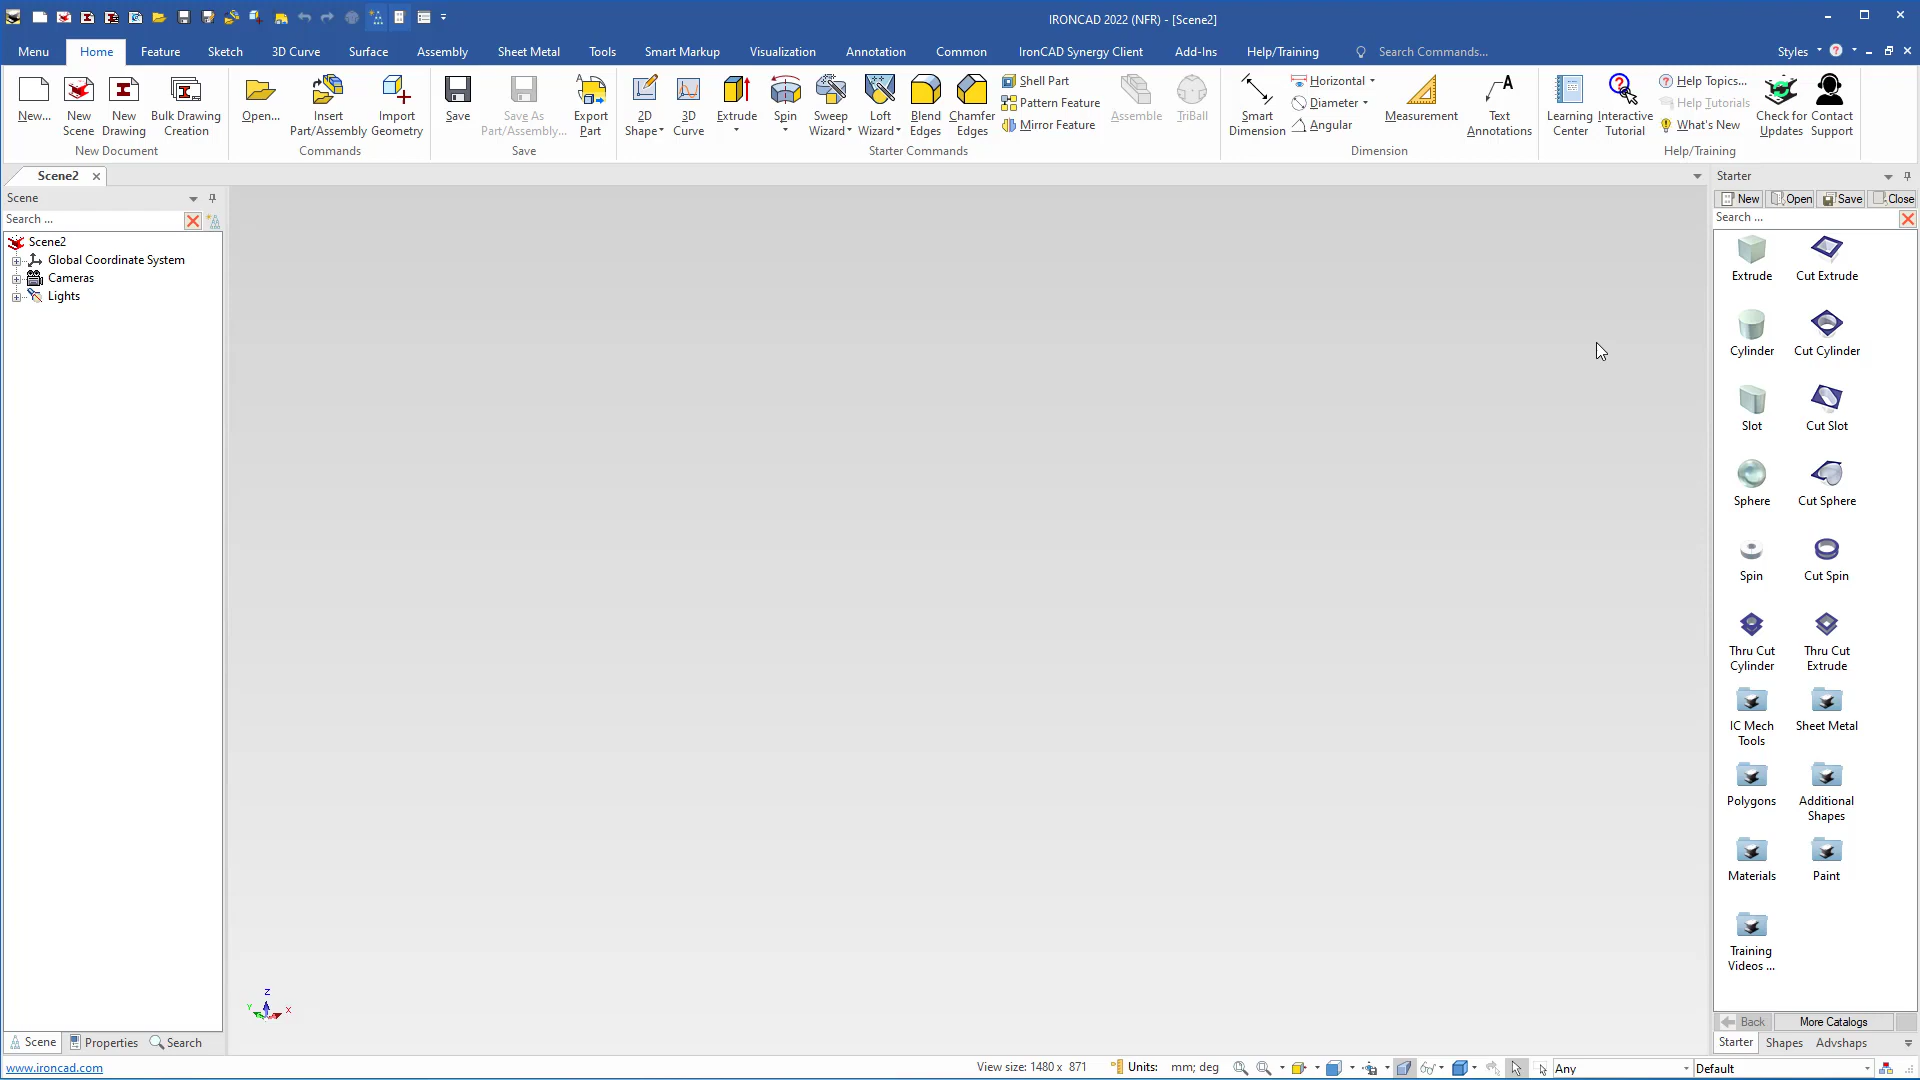 IRONCAD 2022 (NFR) - [Scene2]
Menu Home Feature Sketch 3D Curve Surface Assembly Sheet Metal Tools Smart Markup Visualization Annotation Common IronCAD Synergy Client Add-Ins Help/Training Search Commands... Styles
New... New Scene New Drawing Bulk Drawing Creation
New Document
Open... Insert Part/Assembly Import Geometry
Commands
Save Save As Part/Assembly... Export Part
Save
2D Shape 3D Curve Extrude Spin Sweep Wizard Loft Wizard Blend Edges Chamfer Edges
Shell Part
Pattern Feature
Mirror Feature
Assemble TriBall
Starter Commands
Smart Dimension
Horizontal
Diameter
Angular
Measurement Text Annotations
Dimension
Learning Center Interactive Tutorial
Help Topics...
Help Tutorials
What's New
Check for Updates Contact Support
Help/Training
Scene2
Scene
Search ...
Scene2
Global Coordinate System
Cameras
Lights
Z
Y
X
Starter
New Open Save Close
Search ...
Extrude Cut Extrude
Cylinder Cut Cylinder
Slot Cut Slot
Sphere Cut Sphere
Spin Cut Spin
Thru Cut Cylinder Thru Cut Extrude
IC Mech Tools Sheet Metal
Polygons Additional Shapes
Materials Paint
Training Videos ...
Back More Catalogs
Starter Shapes Advshaps
Scene Properties Search
www.ironcad.com
View size: 1480 x 871 Units: mm; deg Any Default